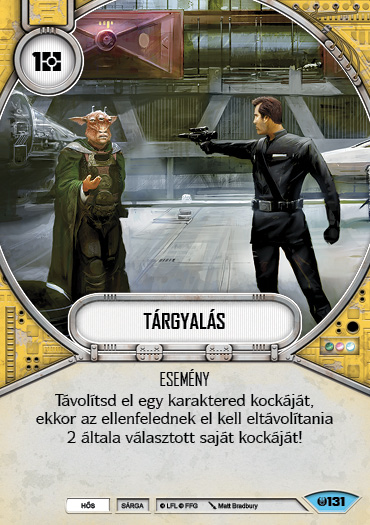 1
TÁRGYALÁS
ESEMÉNY
Távolítsd el egy karaktered kockáját,
ekkor az ellenfelednek el kell eltávolítania
2 általa választott saját kockáját!
HŐS SÁRGA © LFL © FFG Matt Bradbury 131